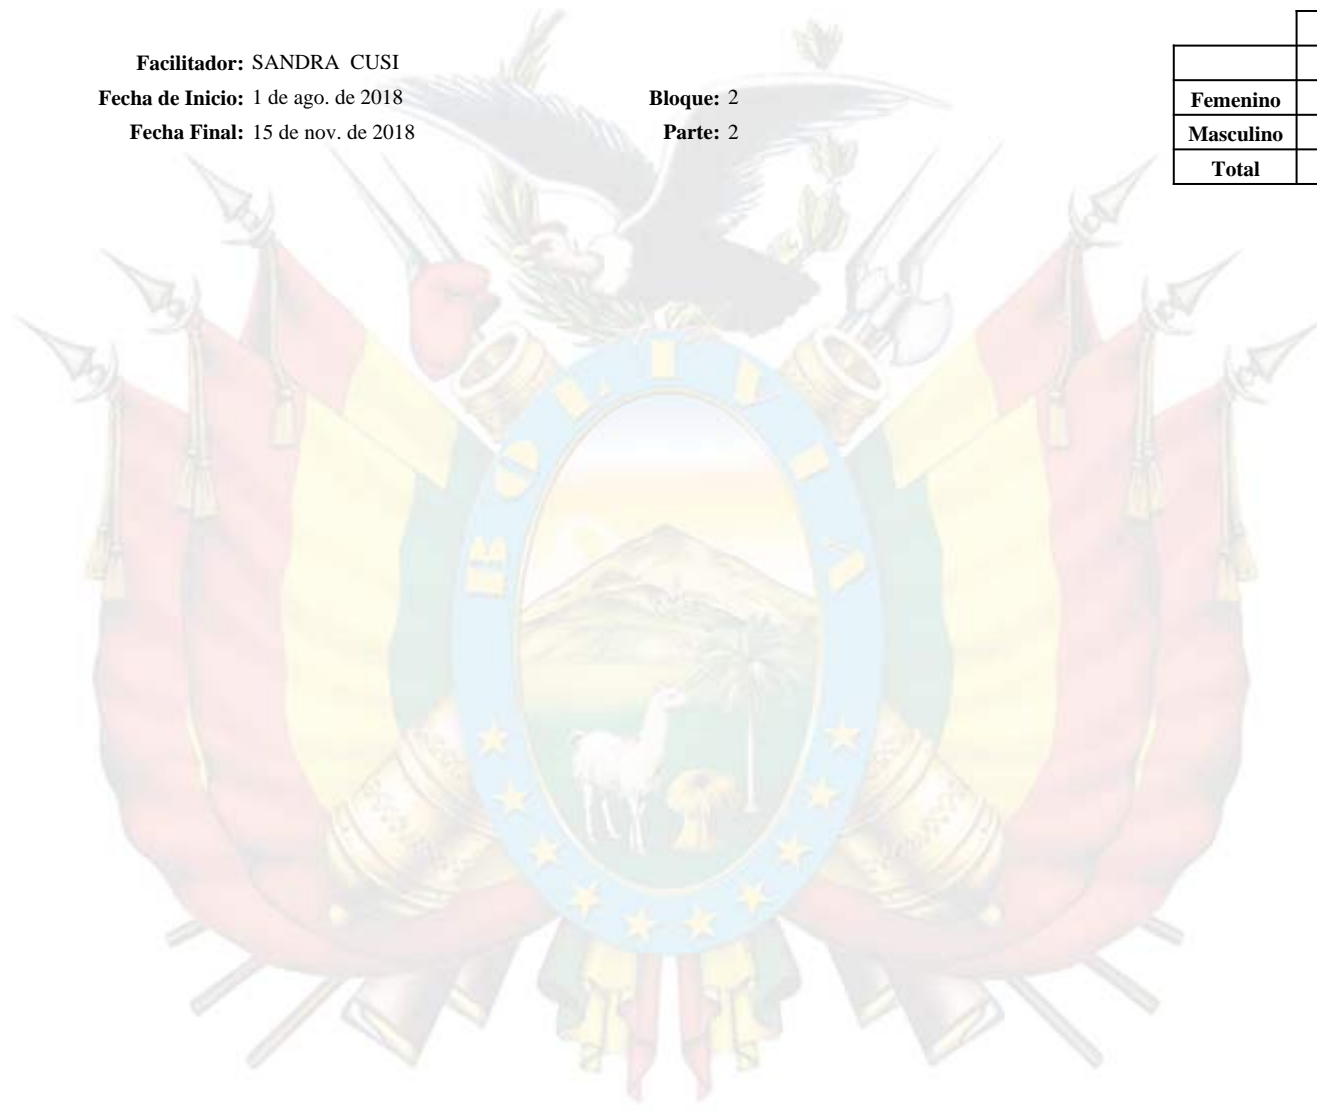 Facilitador: SANDRA CUSI
Fecha de Inicio: 1 de ago. de 2018 Bloque: 2
Fecha Final: 15 de nov. de 2018 Parte: 2
Femenino
Masculino
Total
BOLIVIA